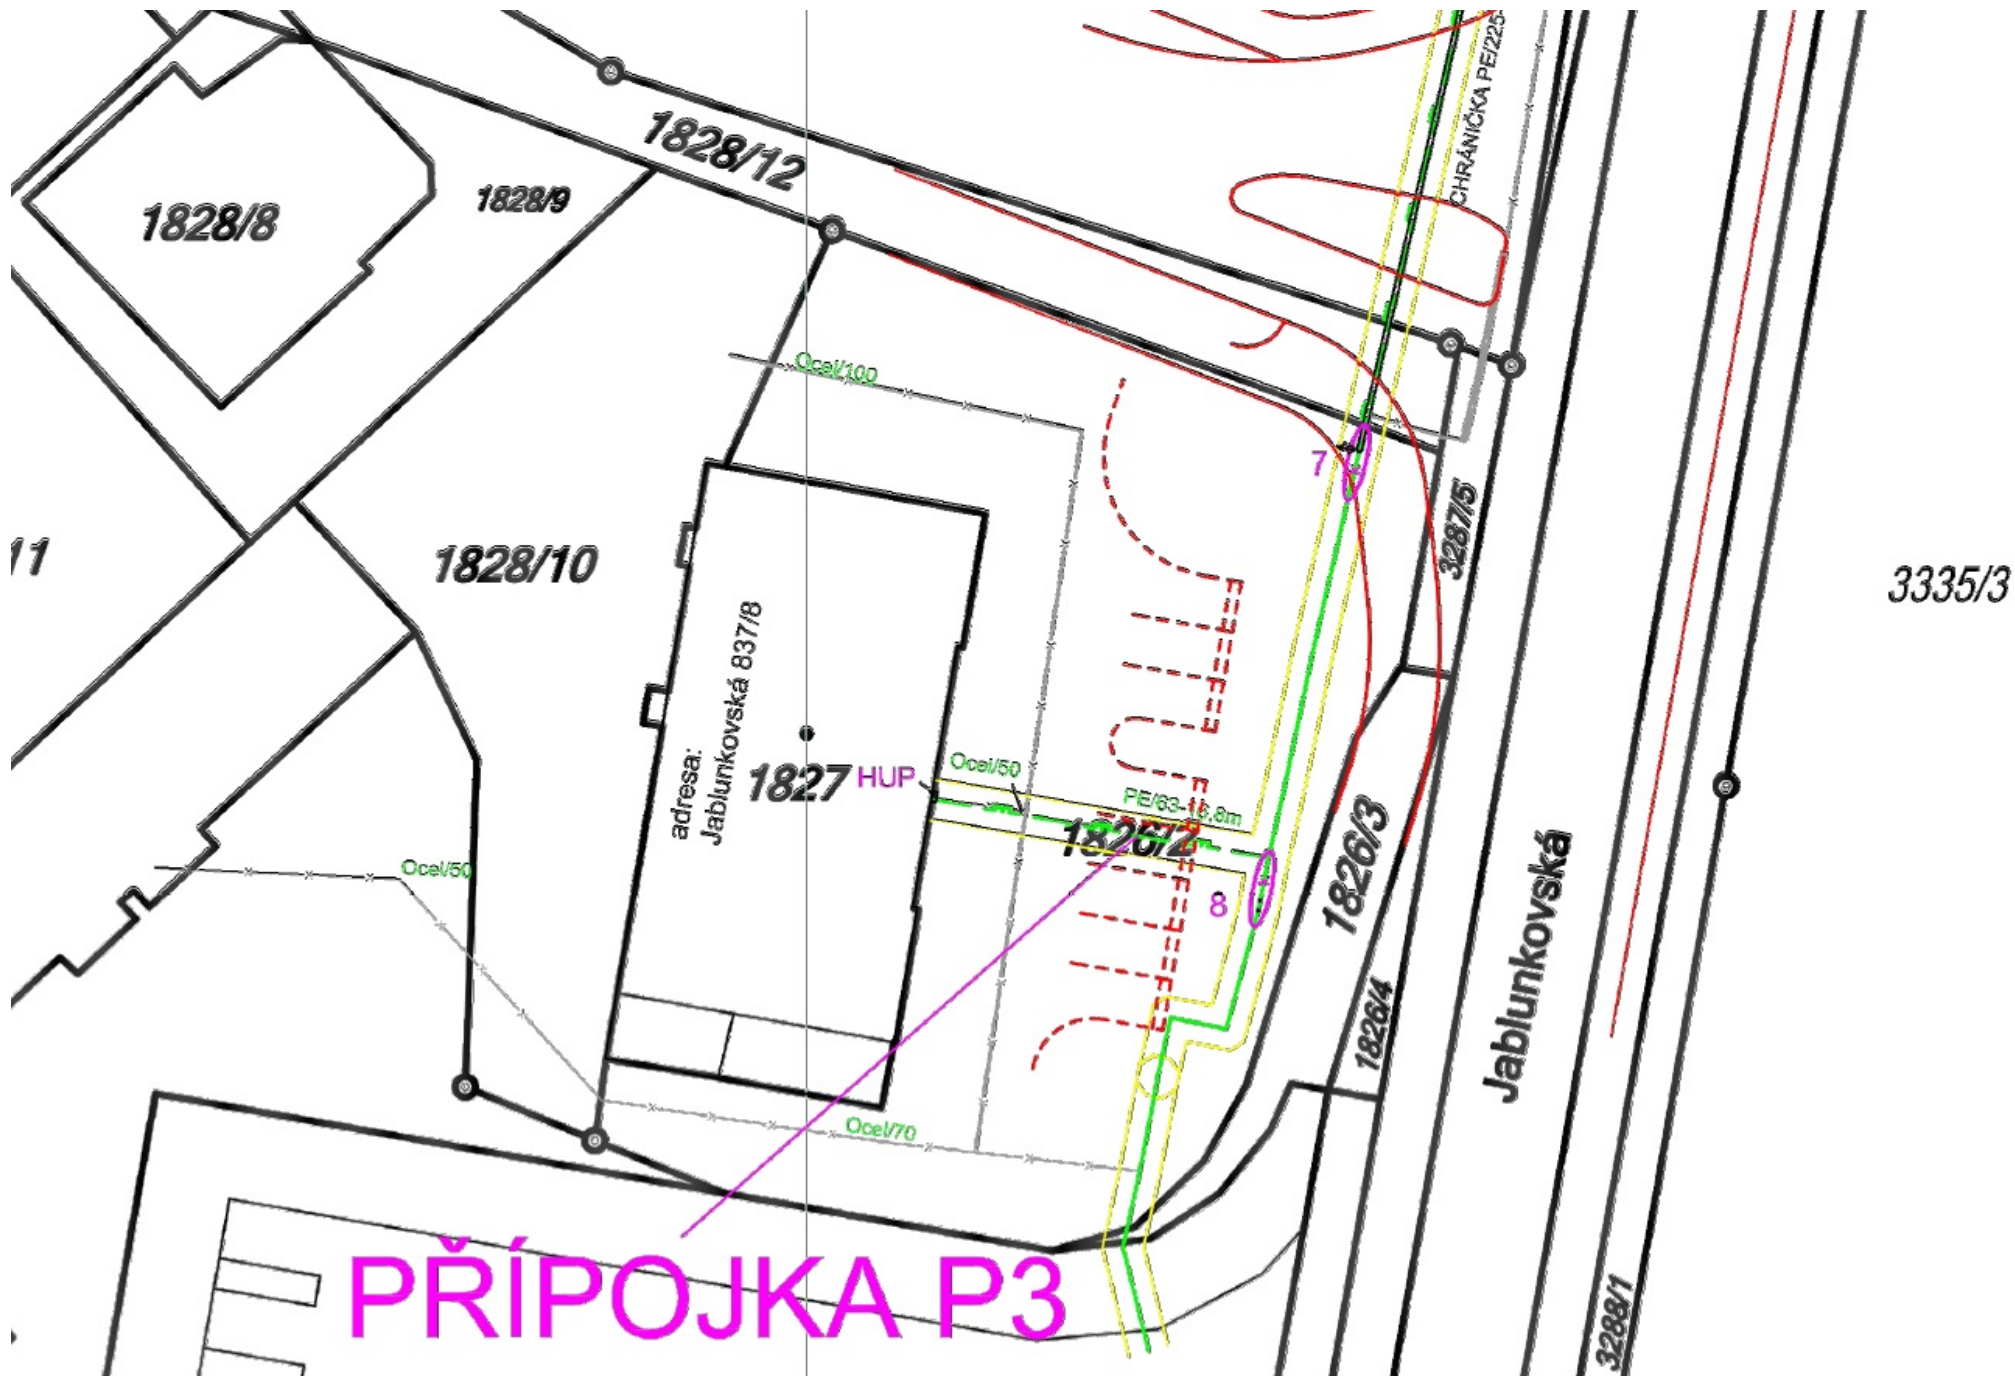 CHRÁNIČKA PE/225-
1828/12
1828/8
1828/9
Ocel/100
7
3287/5
11
1828/10
3335/3
adresa:
Jablunkovská 837/8
1827
HUP
Ocel/50
PE/63-16,8m
1826/2
1826/3
Ocel/50
8
Jablunkovská
1826/4
Ocel/70
PŘÍPOJKA P3
3288/1